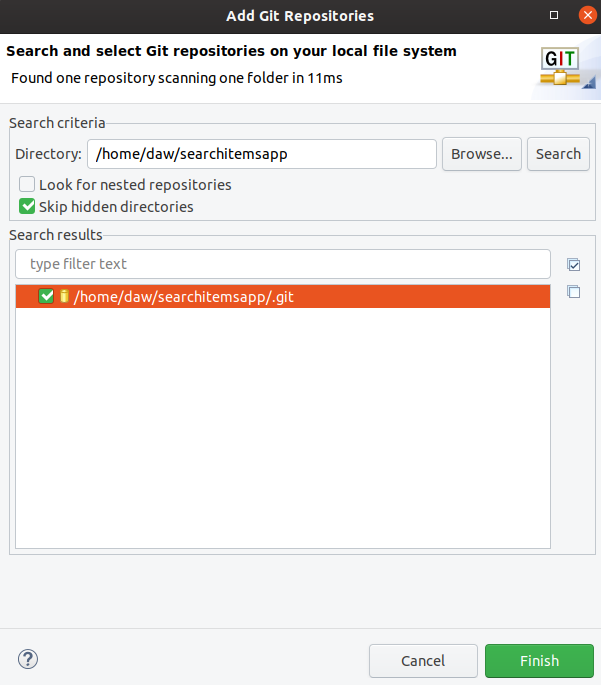 Add Git Repositories
Search and select Git repositories on your local file system
Found one repository scanning one folder in 11ms
GIT
Search criteria
Directory: /home/daw/searchitemsapp Browse... Search
Look for nested repositories
Skip hidden directories
Search results
type filter text
/home/daw/searchitemsapp/.git
?
Cancel Finish